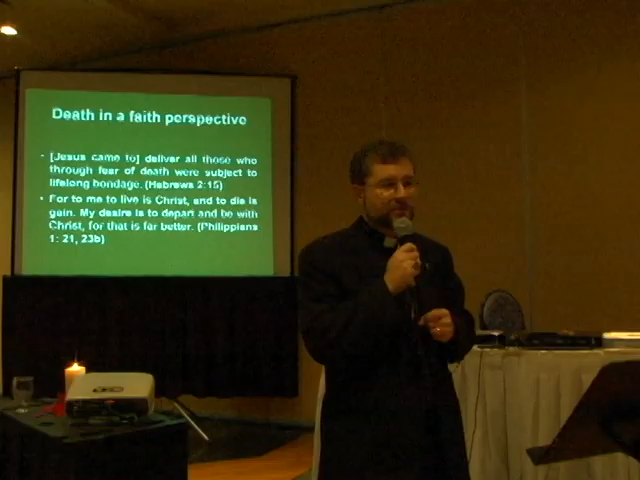 Death in a faith perspective
• [Jesus came to] deliver all those who
through fear of death were subject to
lifelong bondage. (Hebrews 2:15)
• For to me to live is Christ, and to die is
gain. My desire is to depart and be with
Christ, for that is far better. (Philippians
1: 21, 23b)